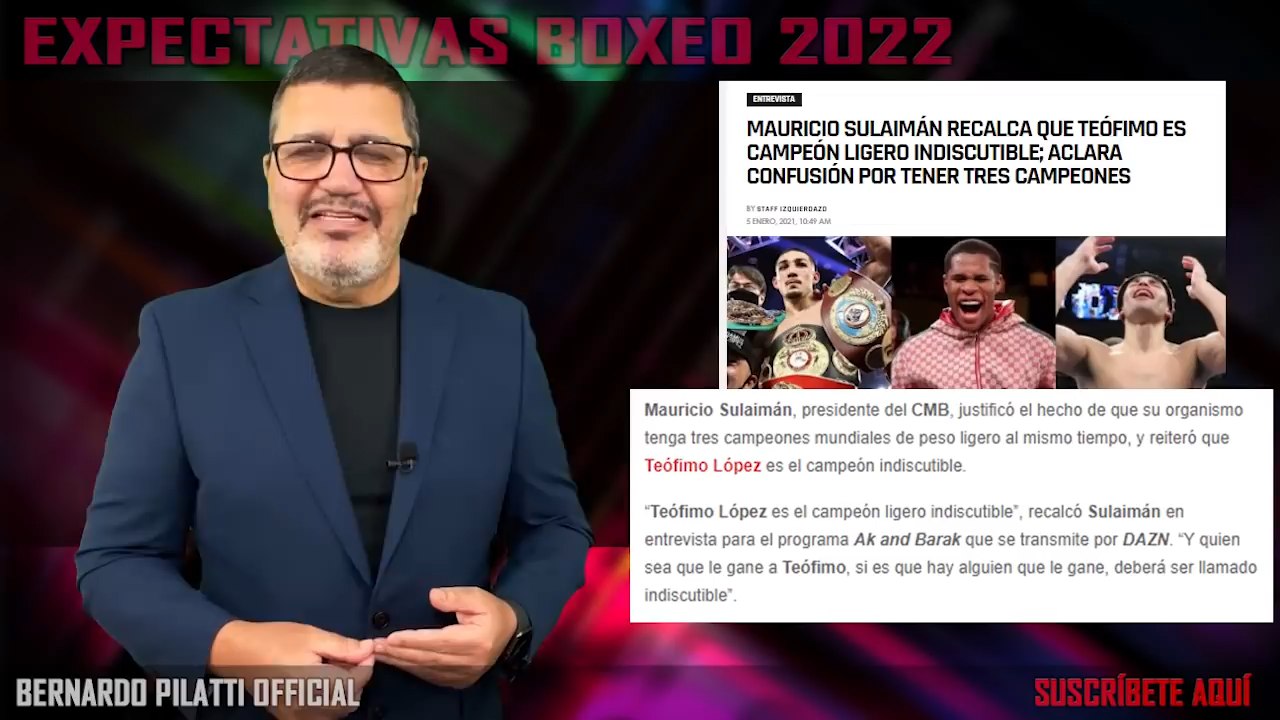 EXPECTATIVAS BOXEO 2022
ENTREVISTA
MAURICIO SULAIMÁN RECALCA QUE TEÓFIMO ES
CAMPEÓN LIGERO INDISCUTIBLE; ACLARA
CONFUSIÓN POR TENER TRES CAMPEONES
BY STAFF IZQUIERDAZO
5 ENERO, 2021, 10:49 AM
Mauricio Sulaimán, presidente del CMB, justificó el hecho de que su organismo
tenga tres campeones mundiales de peso ligero al mismo tiempo, y reiteró que
Teófimo López es el campeón indiscutible.
“Teófimo López es el campeón ligero indiscutible”, recalcó Sulaimán en
entrevista para el programa Ak and Barak que se transmite por DAZN. “Y quien
sea que le gane a Teófimo, si es que hay alguien que le gane, deberá ser llamado
indiscutible”.
BERNARDO PILATTI OFFICIAL
SUSCRÍBETE AQUÍ